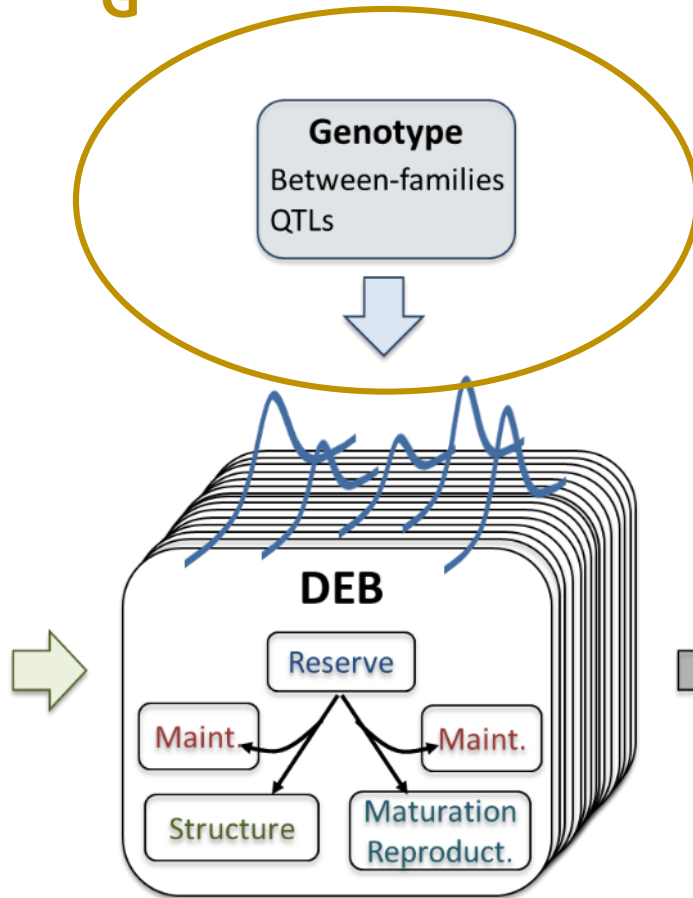 G
Genotype
Between-families
QTLs
DEB
Reserve
Maint.
Maint.
Structure
Maturation
Reproduct.